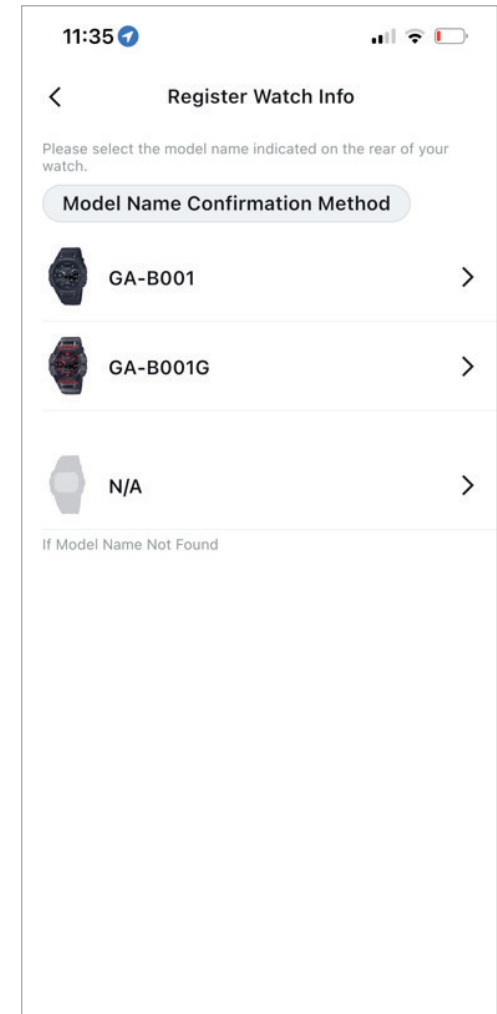 11:35
Register Watch Info
Please select the model name indicated on the rear of your
watch.
Model Name Confirmation Method
GA-B001
GA-B001G
N/A
If Model Name Not Found